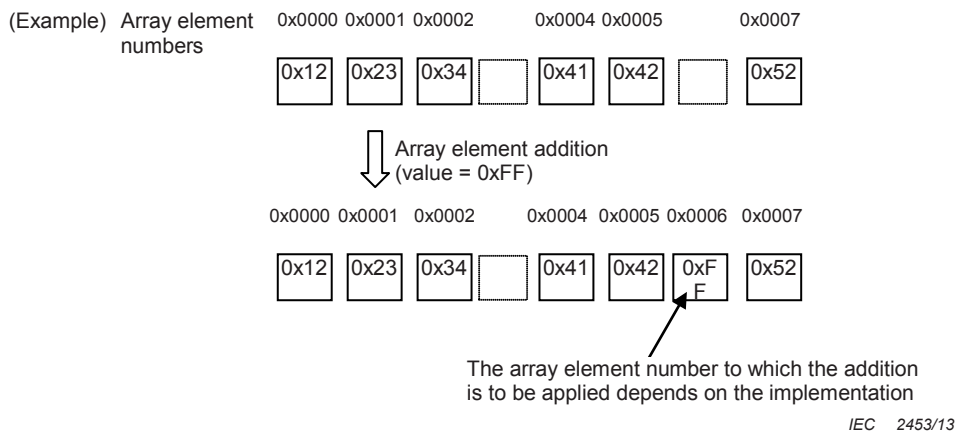 (Example) Array element 0x0000 0x0001 0x0002 0x0004 0x0005 0x0007
numbers
0x12 0x23 0x34 0x41 0x42 0x52
Array element addition
(value = 0xFF)
0x0000 0x0001 0x0002 0x0004 0x0005 0x0006 0x0007
0x12 0x23 0x34 0x41 0x42 0xF 0x52
F
The array element number to which the addition
is to be applied depends on the implementation
IEC 2453/13